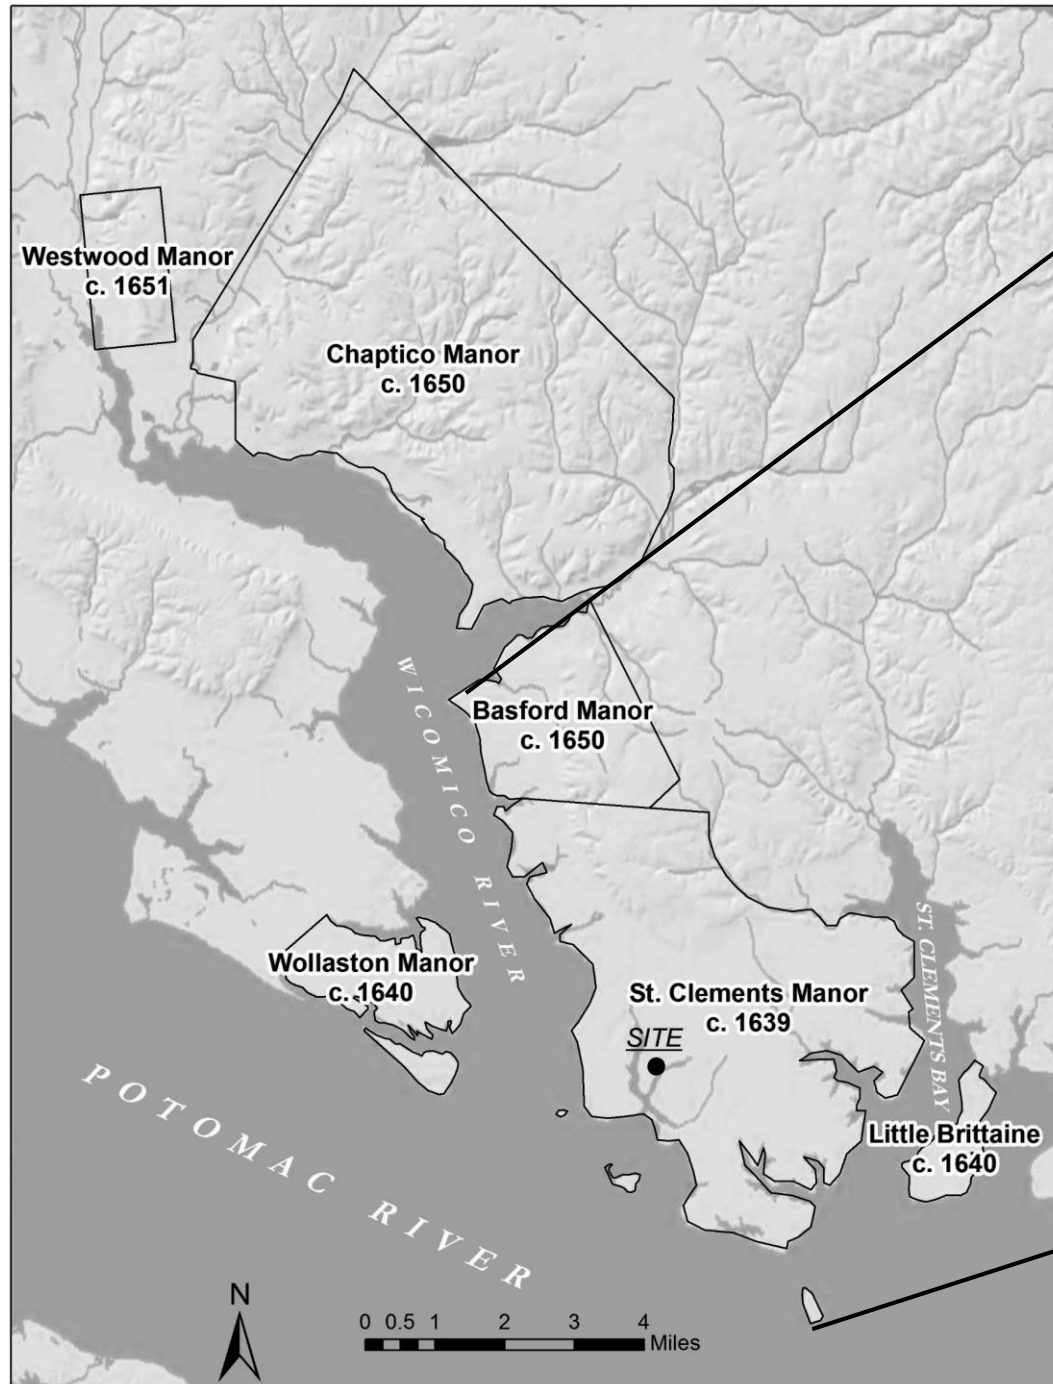 Westwood Manor
c. 1651
Chaptico Manor
c. 1650
WICOMICO RIVER
Basford Manor
c. 1650
ST. CLEMENTS BAY
Wollaston Manor
c. 1640
St. Clements Manor
c. 1639
SITE
POTOMAC RIVER
Little Brittaine
c. 1640
N
0 0.5 1 2 3 4
Miles